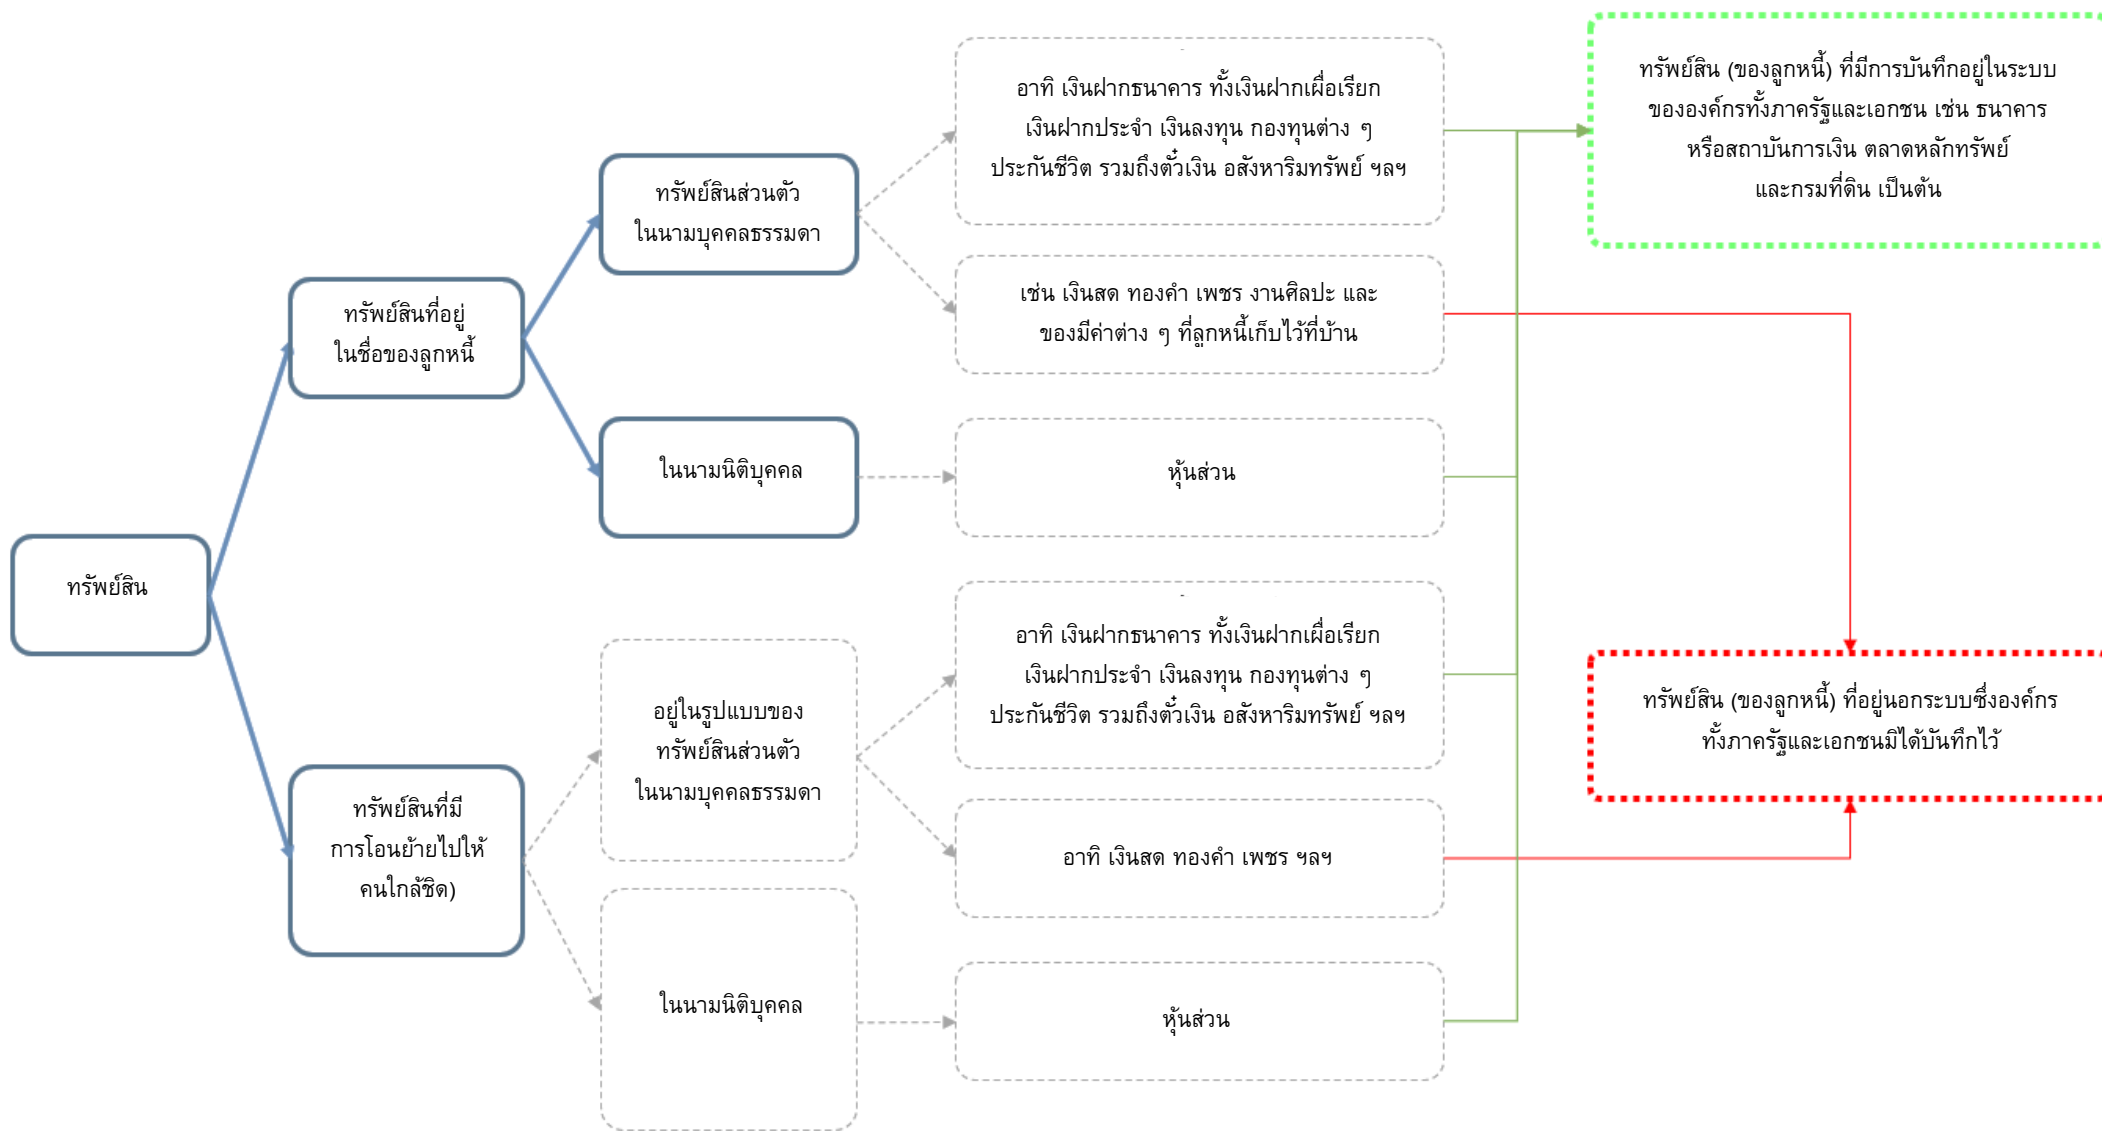 ทรัพย์สิน
ทรัพย์สินที่อยู่
ในชื่อของลูกหนี้
ทรัพย์สินที่มี
การโอนย้ายไปให้
คนใกล้ชิด)
ทรัพย์สินส่วนตัว
ในนามบุคคลธรรมดา
ในนามนิติบุคคล
อยู่ในรูปแบบของ
ทรัพย์สินส่วนตัว
ในนามบุคคลธรรมดา
ในนามนิติบุคคล
อาทิ เงินฝากธนาคาร ทั้งเงินฝากเผื่อเรียก
เงินฝากประจำ เงินลงทุน กองทุนต่าง ๆ
ประกันชีวิต รวมถึงตั๋วเงิน อสังหาริมทรัพย์ ฯลฯ
เช่น เงินสด ทองคำ เพชร งานศิลปะ และ
ของมีค่าต่าง ๆ ที่ลูกหนี้เก็บไว้ที่บ้าน
หุ้นส่วน
อาทิ เงินฝากธนาคาร ทั้งเงินฝากเผื่อเรียก
เงินฝากประจำ เงินลงทุน กองทุนต่าง ๆ
ประกันชีวิต รวมถึงตั๋วเงิน อสังหาริมทรัพย์ ฯลฯ
อาทิ เงินสด ทองคำ เพชร ฯลฯ
หุ้นส่วน
ทรัพย์สิน (ของลูกหนี้) ที่มีการบันทึกอยู่ในระบบ
ขององค์กรทั้งภาครัฐและเอกชน เช่น ธนาคาร
หรือสถาบันการเงิน ตลาดหลักทรัพย์
และกรมที่ดิน เป็นต้น
ทรัพย์สิน (ของลูกหนี้) ที่อยู่นอกระบบซึ่งองค์กร
ทั้งภาครัฐและเอกชนมิได้บันทึกไว้